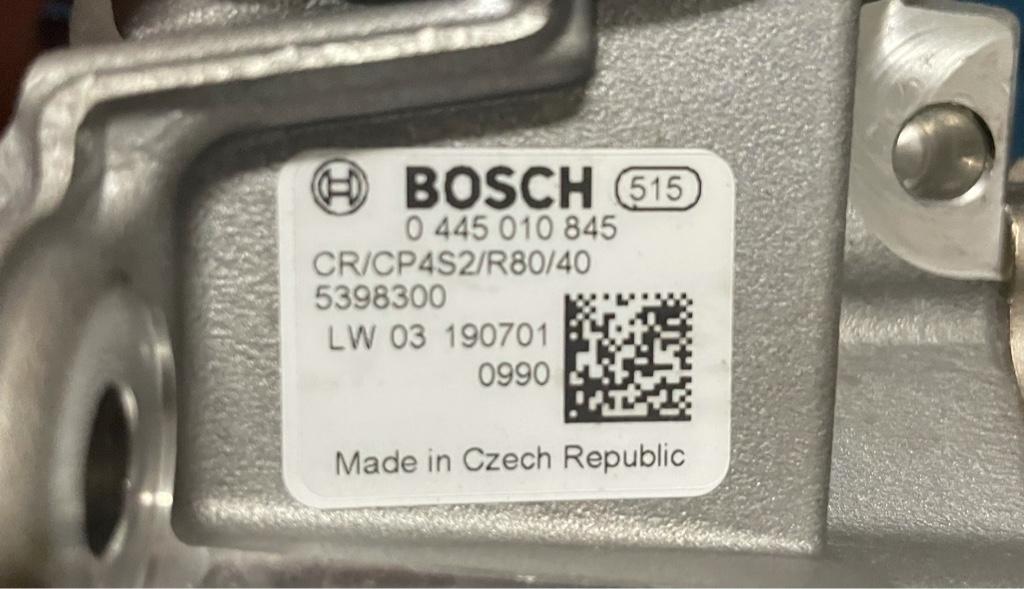 BOSCH 515
0 445 010 845
CR/CP4S2/R80/40
5398300
LW 03 190701
0990
Made in Czech Republic